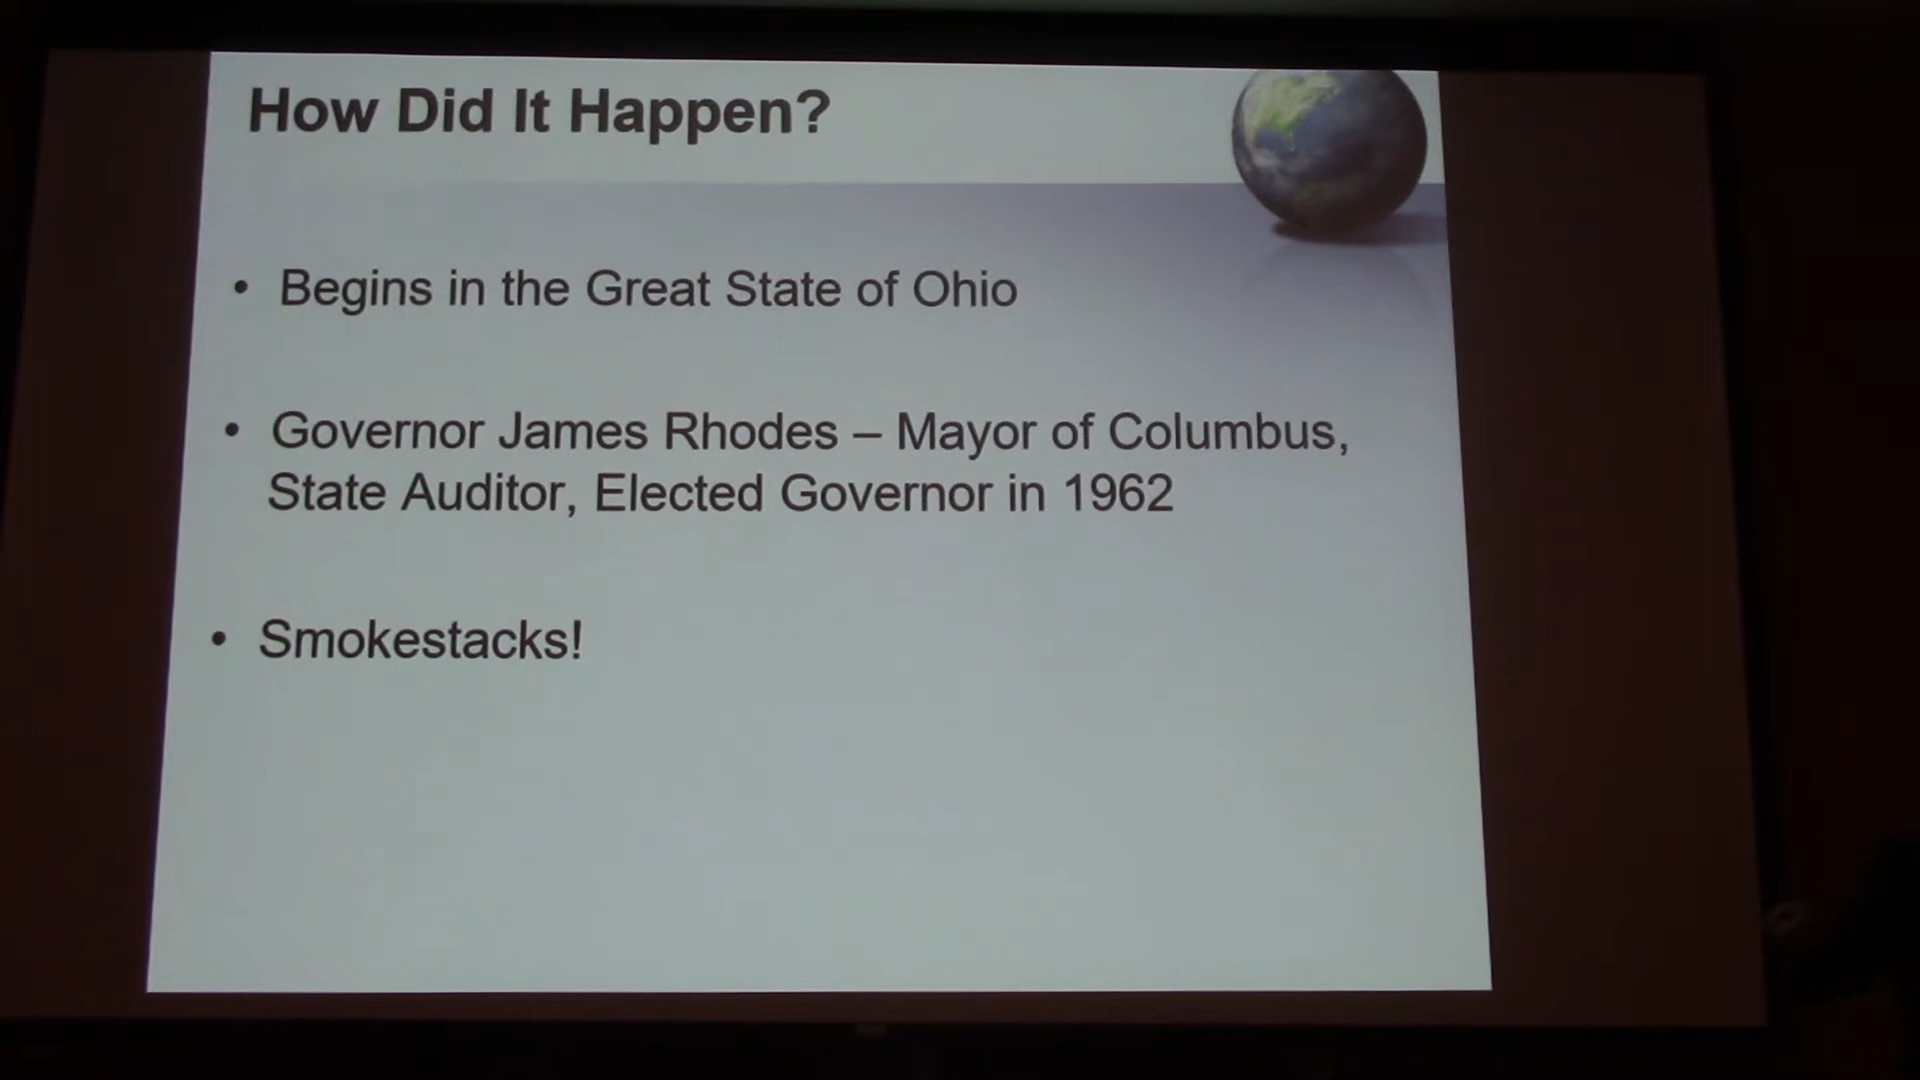 How Did It Happen?
• Begins in the Great State of Ohio
• Governor James Rhodes – Mayor of Columbus,
State Auditor, Elected Governor in 1962
• Smokestacks!